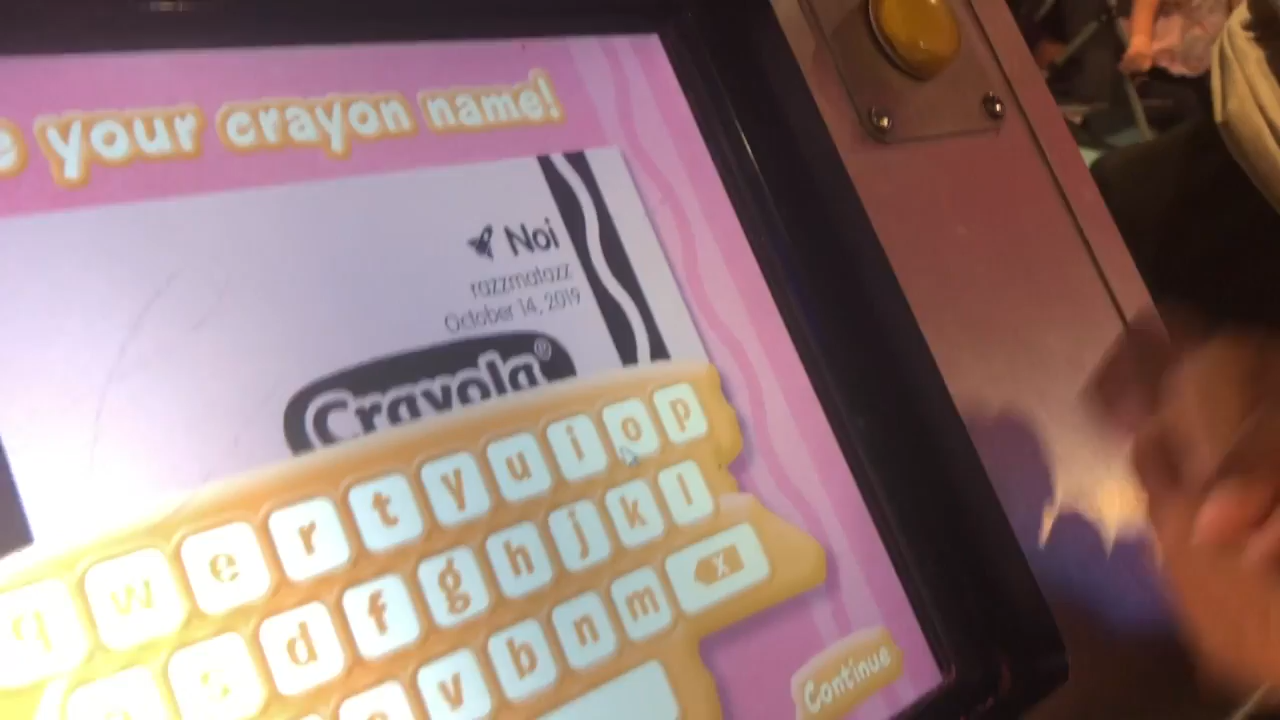 e your crayon name!
Noi
razzmatazz
October 14, 2019
Crayola®
q w e r t y u i o p
s d f g h j k l
v b n m X
Continue